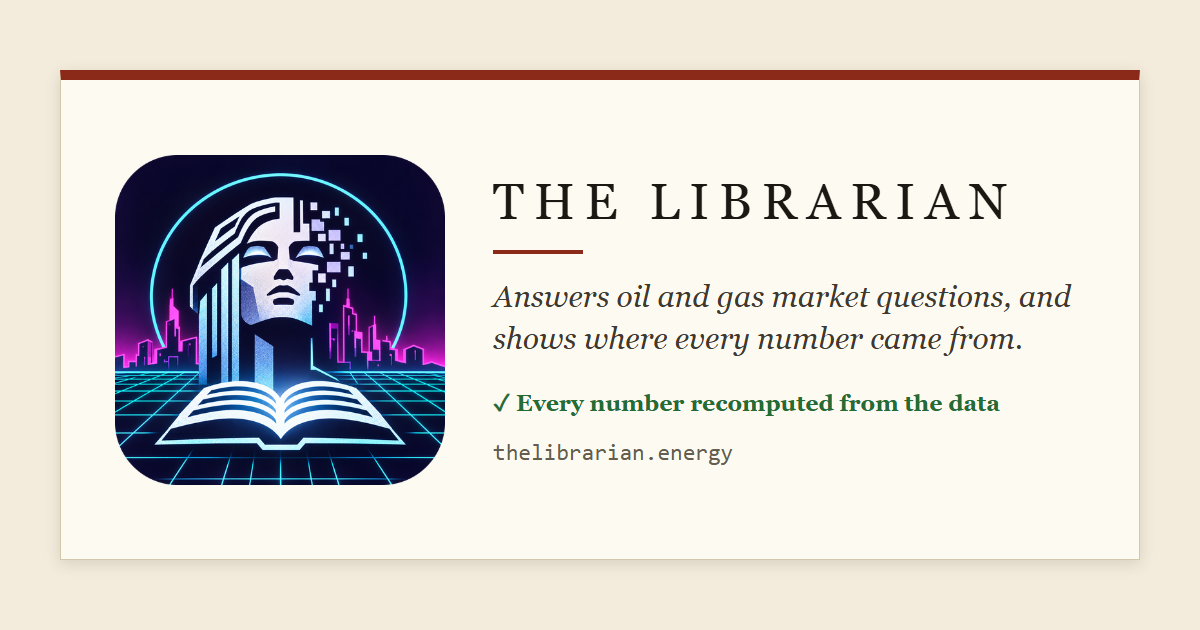 THE LIBRARIAN
Answers oil and gas market questions, and
shows where every number came from.
✓ Every number recomputed from the data
thelibrarian.energy